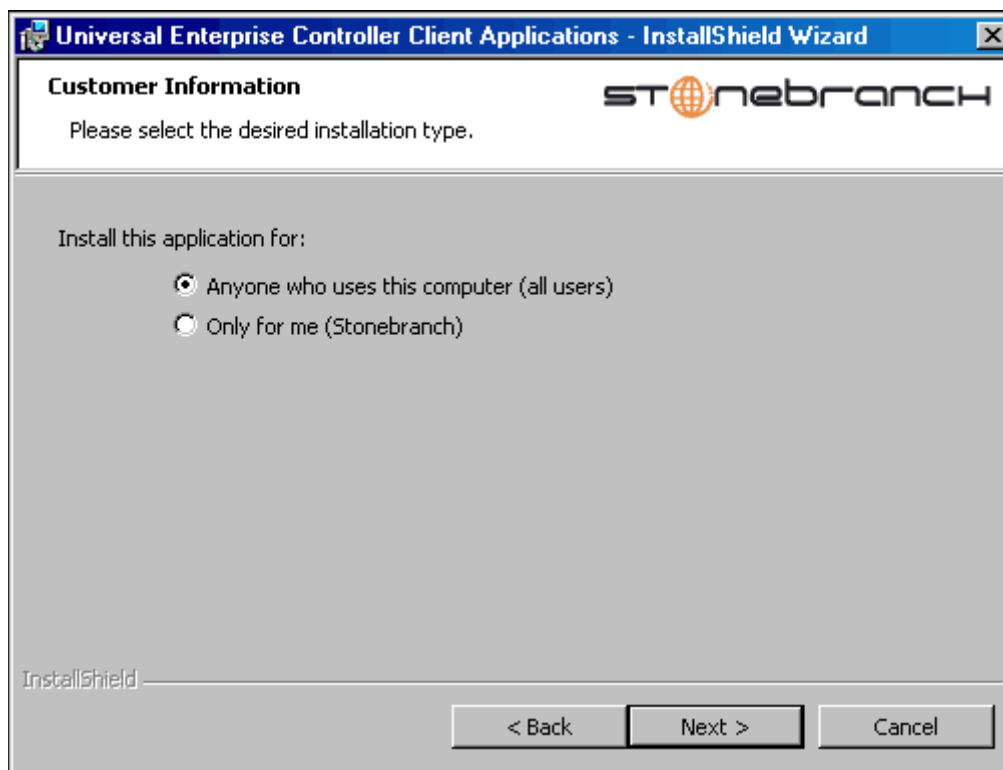 Universal Enterprise Controller Client Applications - InstallShield Wizard
Customer Information
STONEBRANCH
Please select the desired installation type.
Install this application for:
Anyone who uses this computer (all users)
Only for me (Stonebranch)
InstallShield
< Back
Next >
Cancel